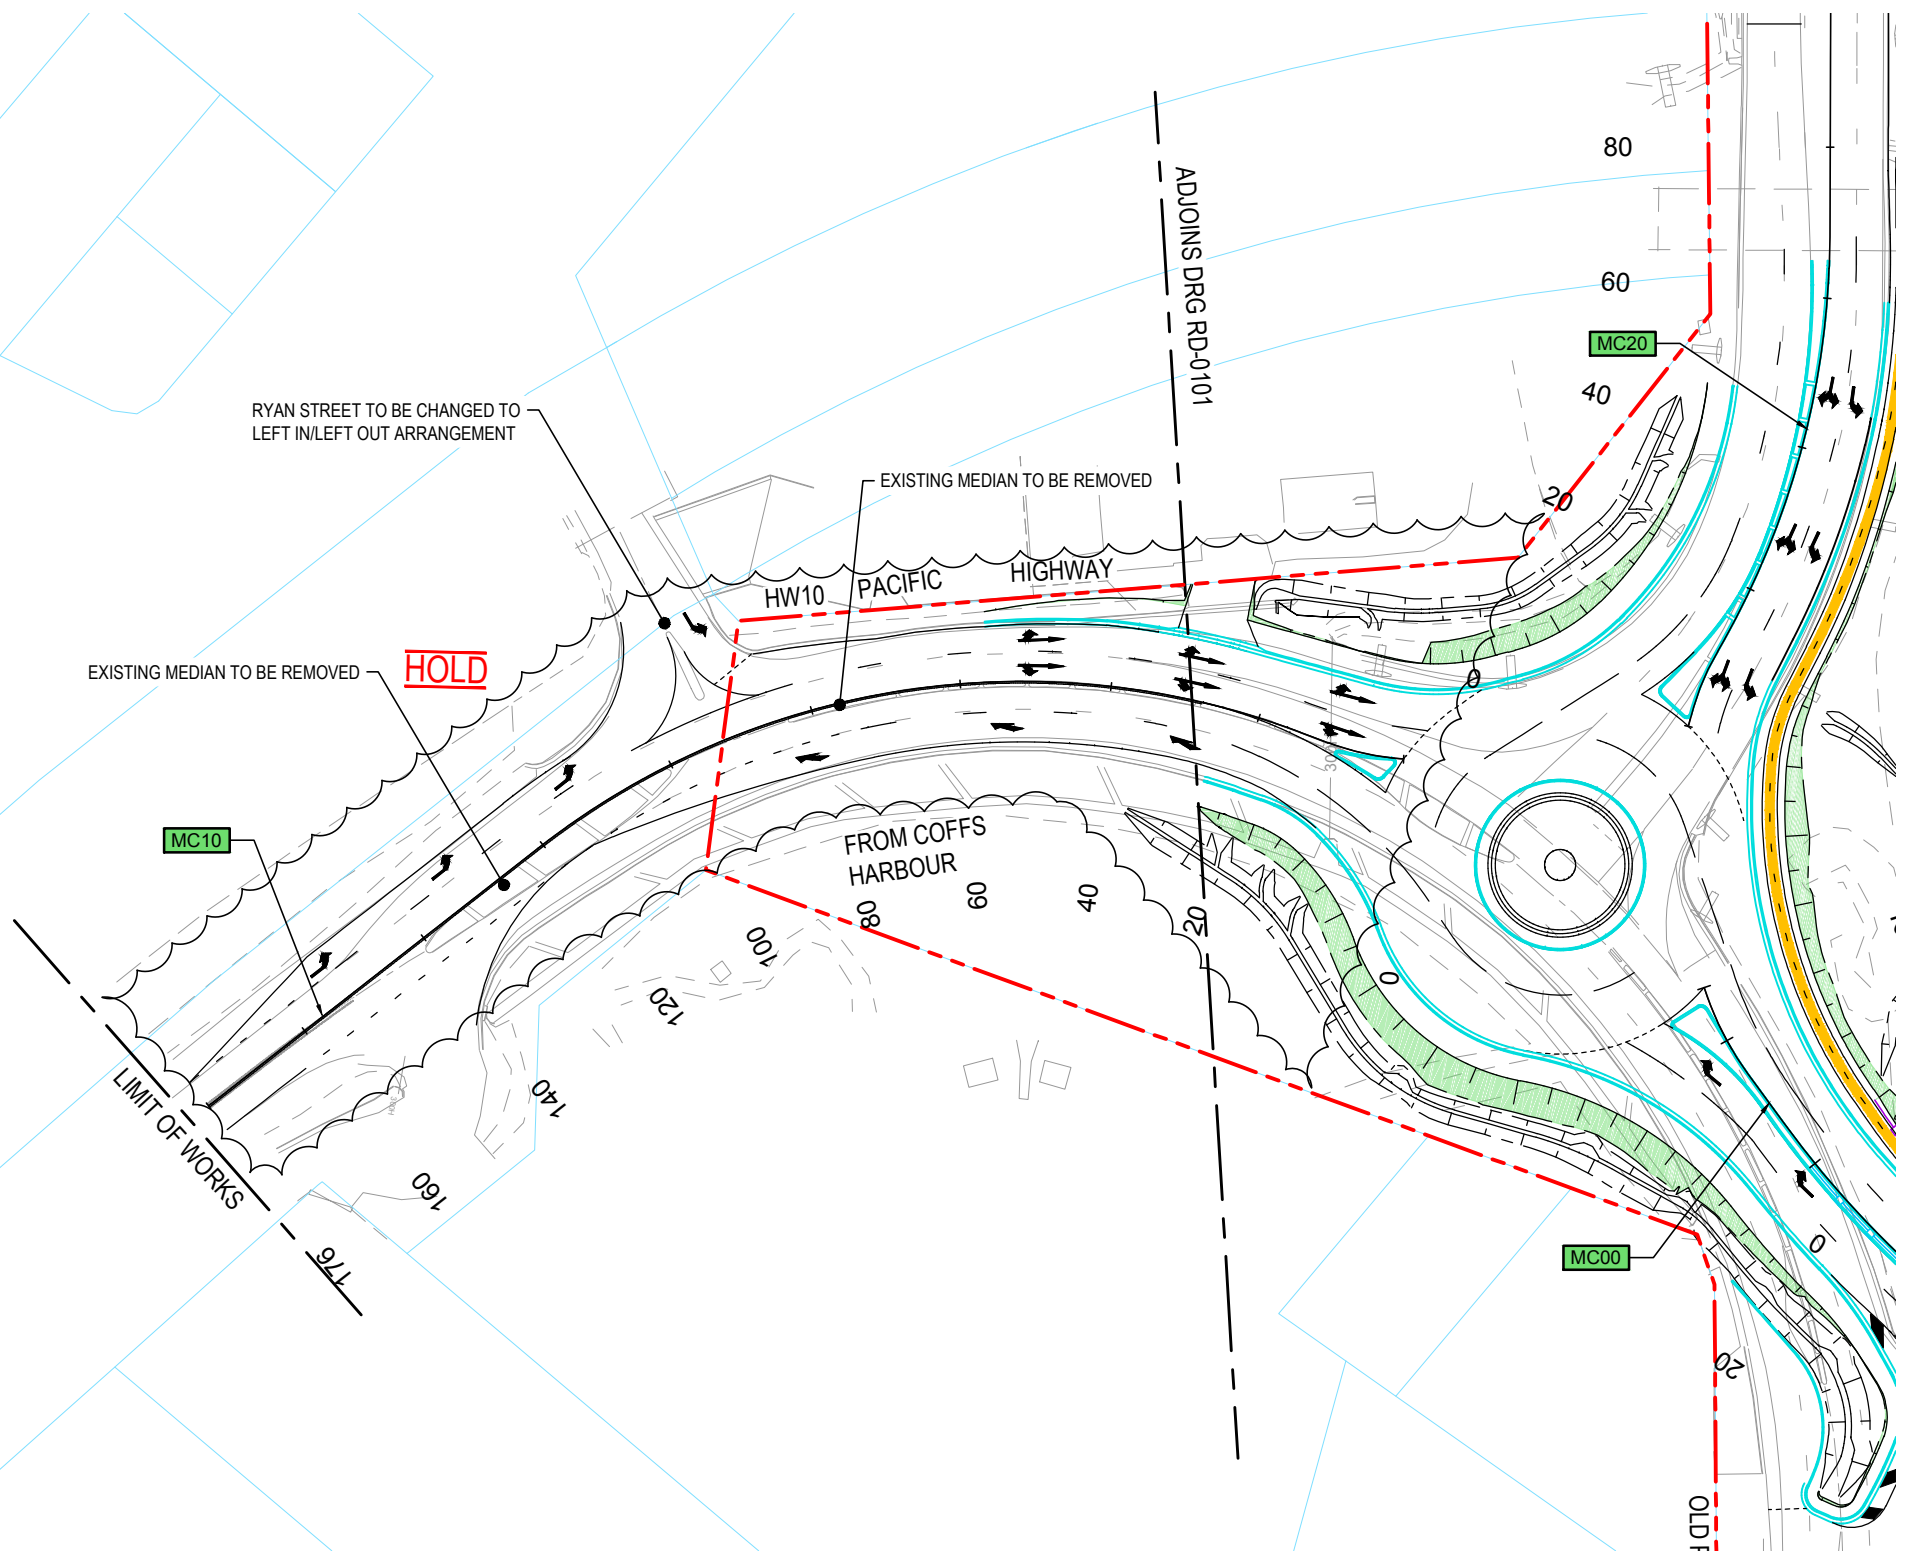 80
ADJOINS DRG RD-0101
60
MC20
40
RYAN STREET TO BE CHANGED TO
LEFT IN/LEFT OUT ARRANGEMENT
EXISTING MEDIAN TO BE REMOVED
20
HW10 PACIFIC HIGHWAY
EXISTING MEDIAN TO BE REMOVED
HOLD
0
MC10
FROM COFFS
HARBOUR
20
40
60
80
100
120
140
160
176
0
LIMIT OF WORKS
MC00
0
20